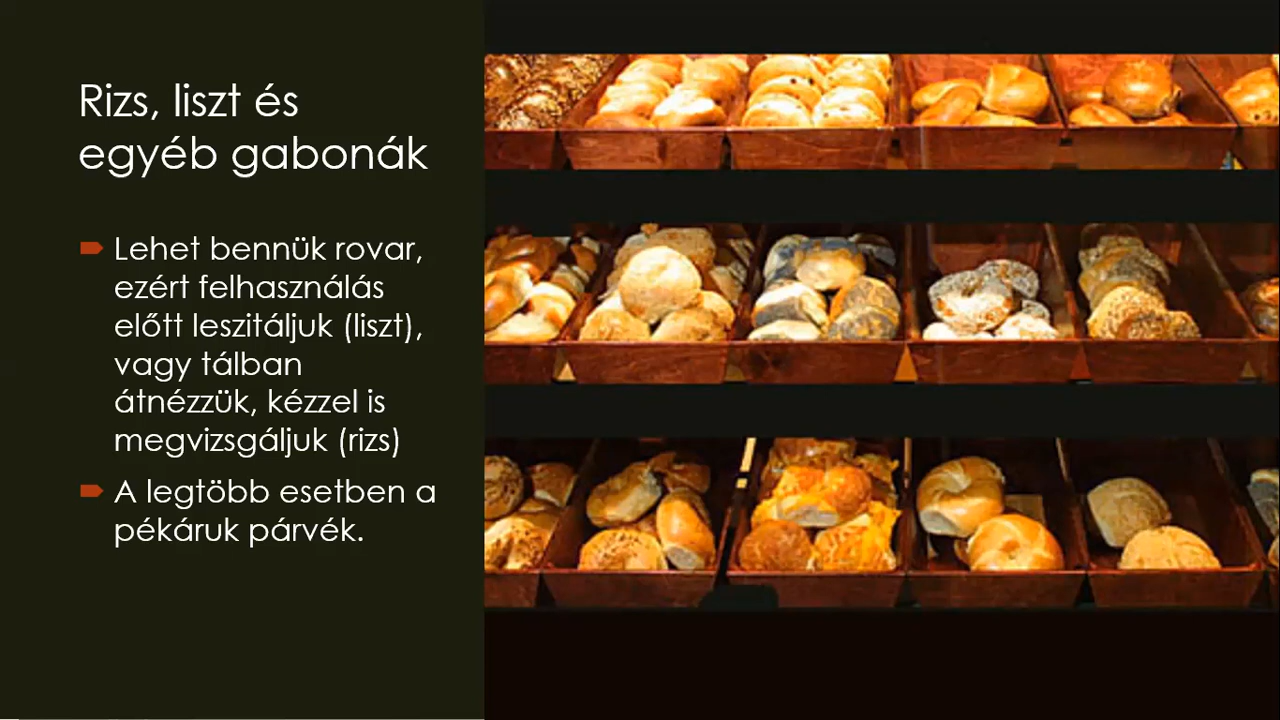 Rizs, liszt és
egyéb gabonák
Lehet bennük rovar,
ezért felhasználás
előtt leszitáljuk (liszt),
vagy tálban
átnézzük, kézzel is
megvizsgáljuk (rizs)
A legtöbb esetben a
pékáruk párvék.